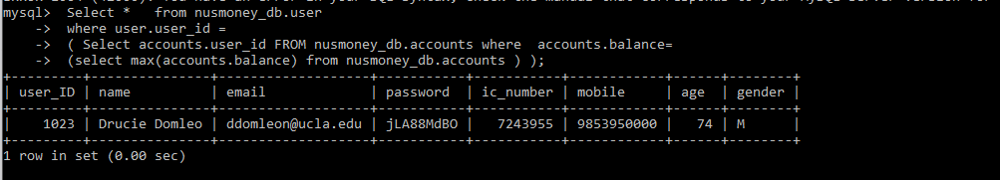 mysql>  Select *   from nusmoney_db.user
    ->  where user.user_id =
    ->  ( Select accounts.user_id FROM nusmoney_db.accounts where  accounts.balance=
    ->  (select max(accounts.balance) from nusmoney_db.accounts ) );
+---------+---------------+-------------------+----------+-----------+------------+------+--------+
| user_ID | name          | email             | password | ic_number | mobile     | age  | gender |
+---------+---------------+-------------------+----------+-----------+------------+------+--------+
|    1023 | Drucie Domleo | ddomleon@ucla.edu | jLA88MdBO |   7243955 | 9853950000 |   74 | M      |
+---------+---------------+-------------------+----------+-----------+------------+------+--------+
1 row in set (0.00 sec)